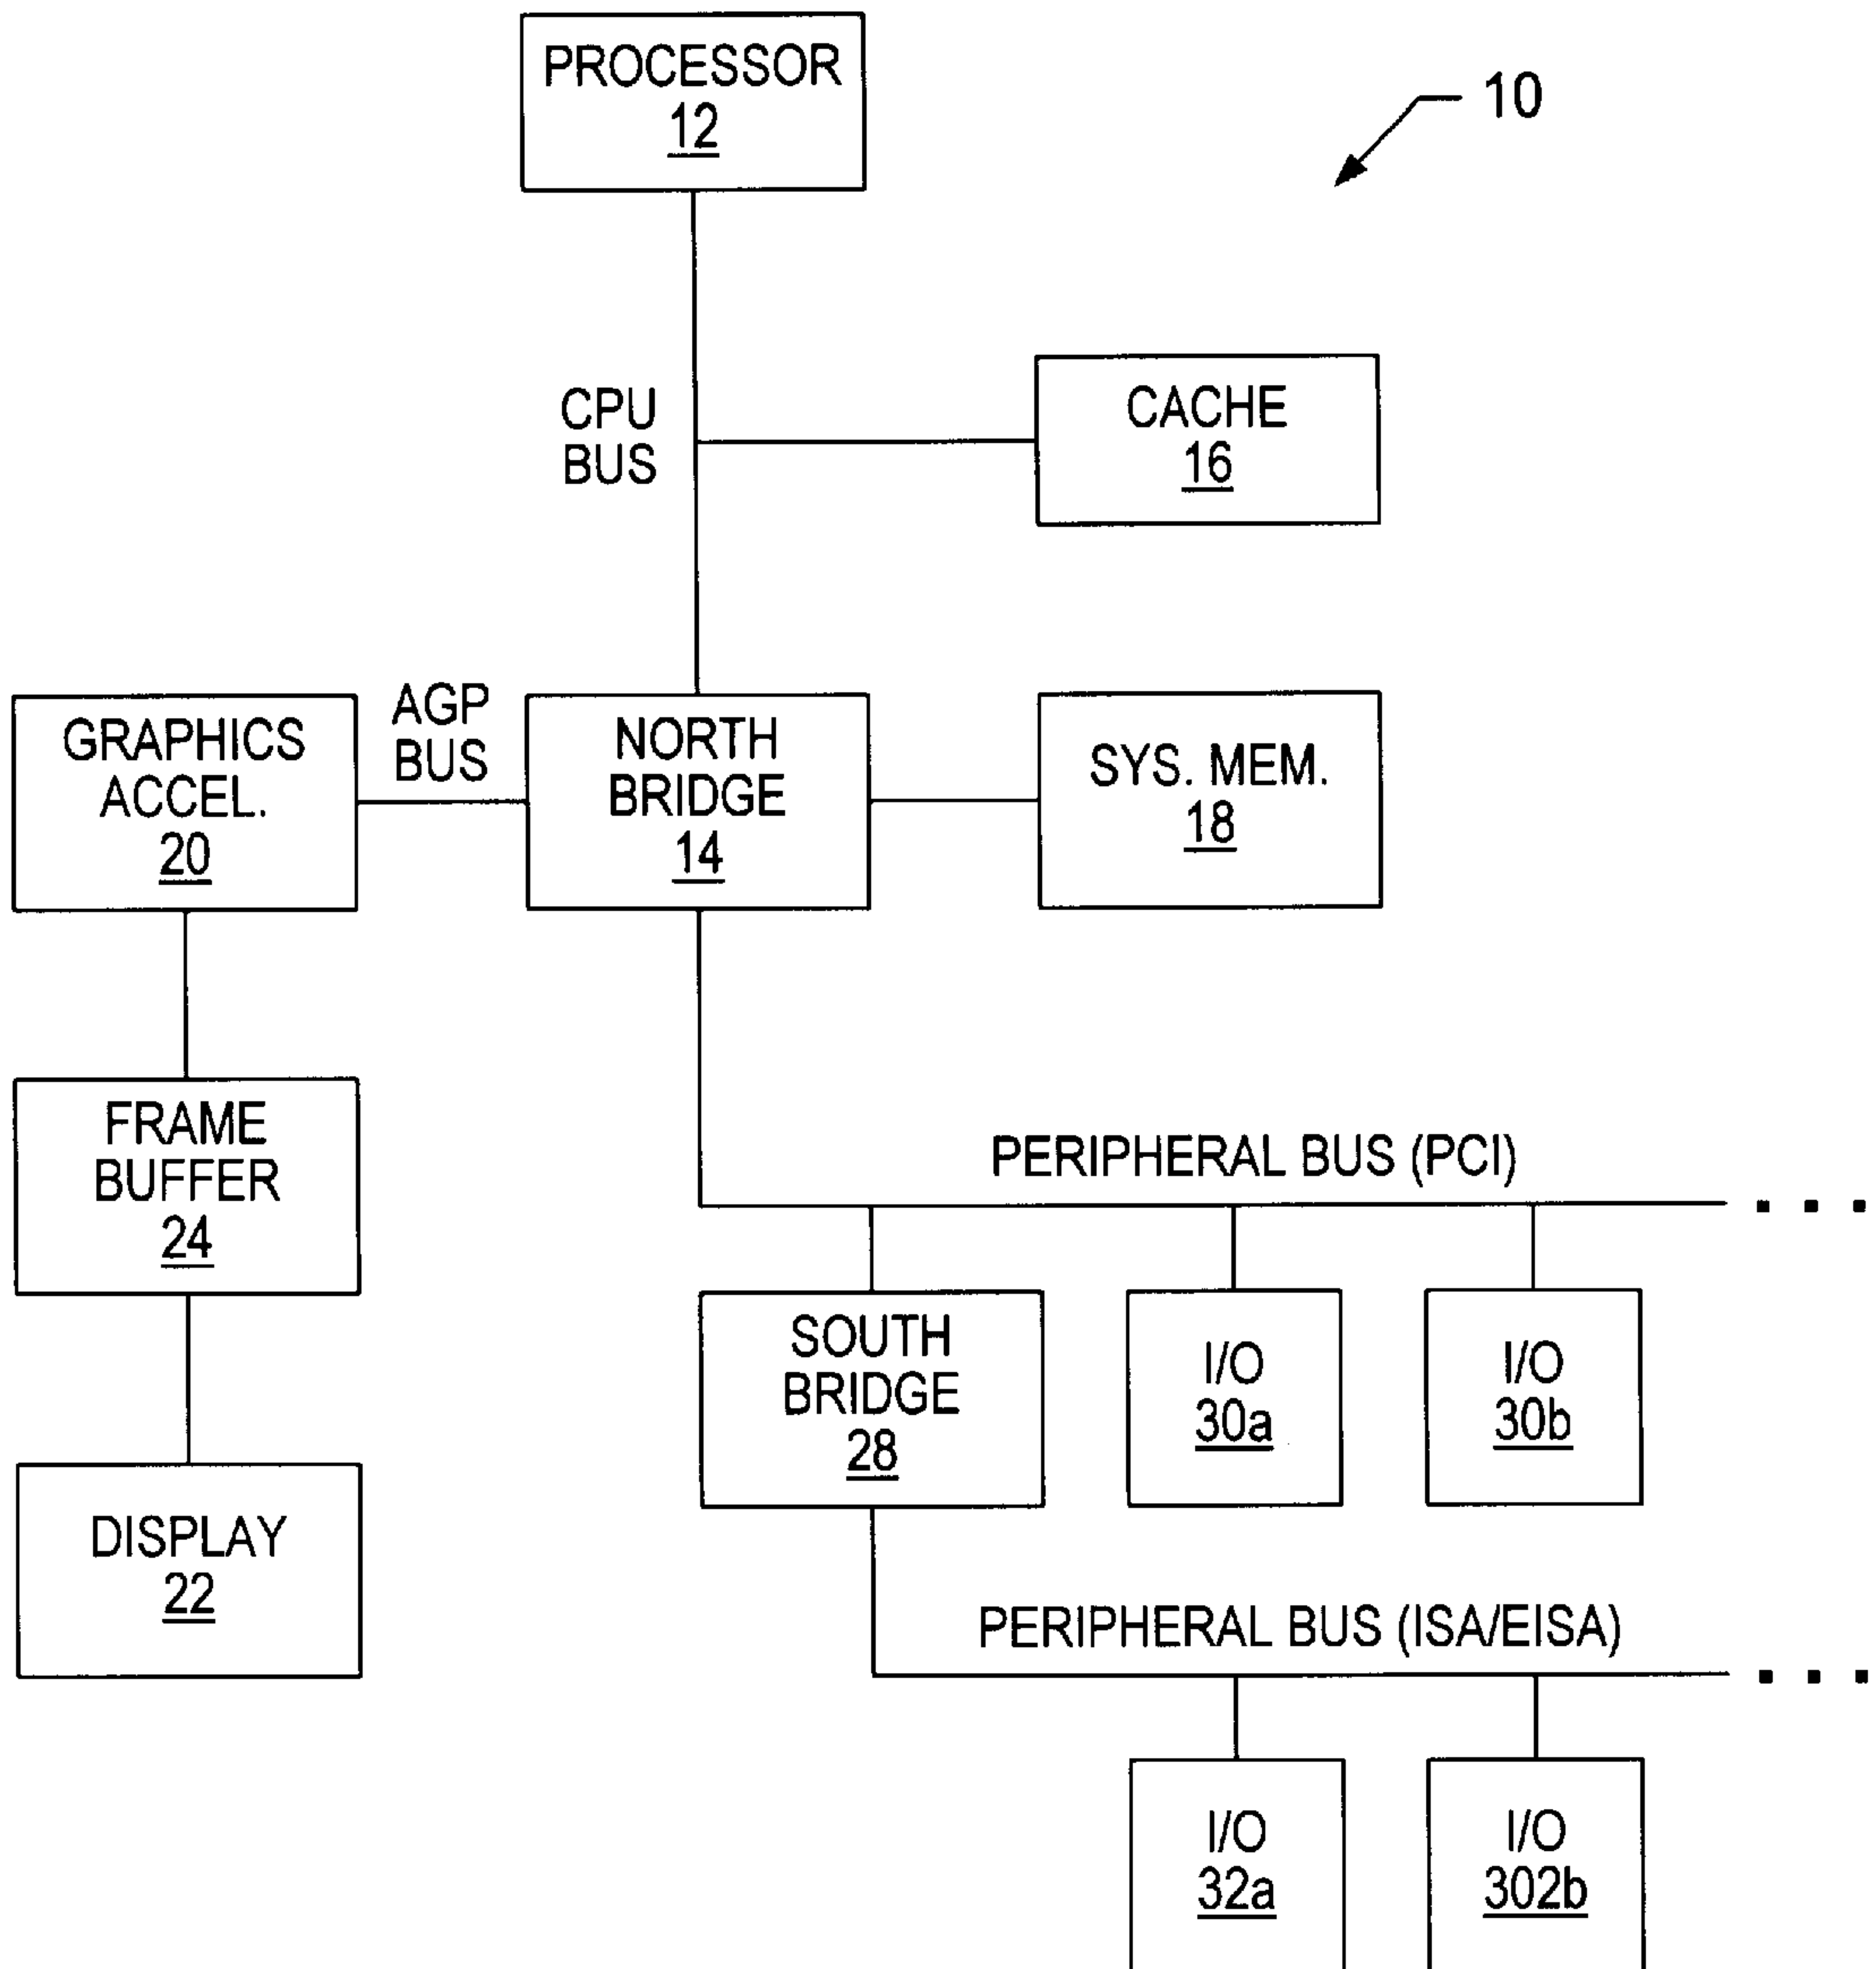 PROCESSOR
12
10
CPU
BUS
CACHE
16
GRAPHICS
ACCEL.
20
AGP
BUS
NORTH
BRIDGE
14
SYS. MEM.
18
FRAME
BUFFER
24
PERIPHERAL BUS (PCI)
SOUTH
BRIDGE
28
I/O
30a
I/O
30b
DISPLAY
22
PERIPHERAL BUS (ISA/EISA)
I/O
32a
I/O
302b